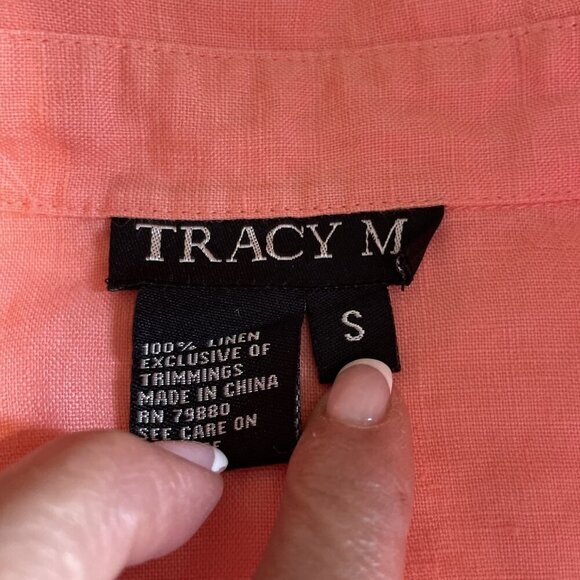 TRACY M
S
100% LINEN
EXCLUSIVE OF
TRIMMINGS
MADE IN CHINA
RN 79880
SEE CARE ON